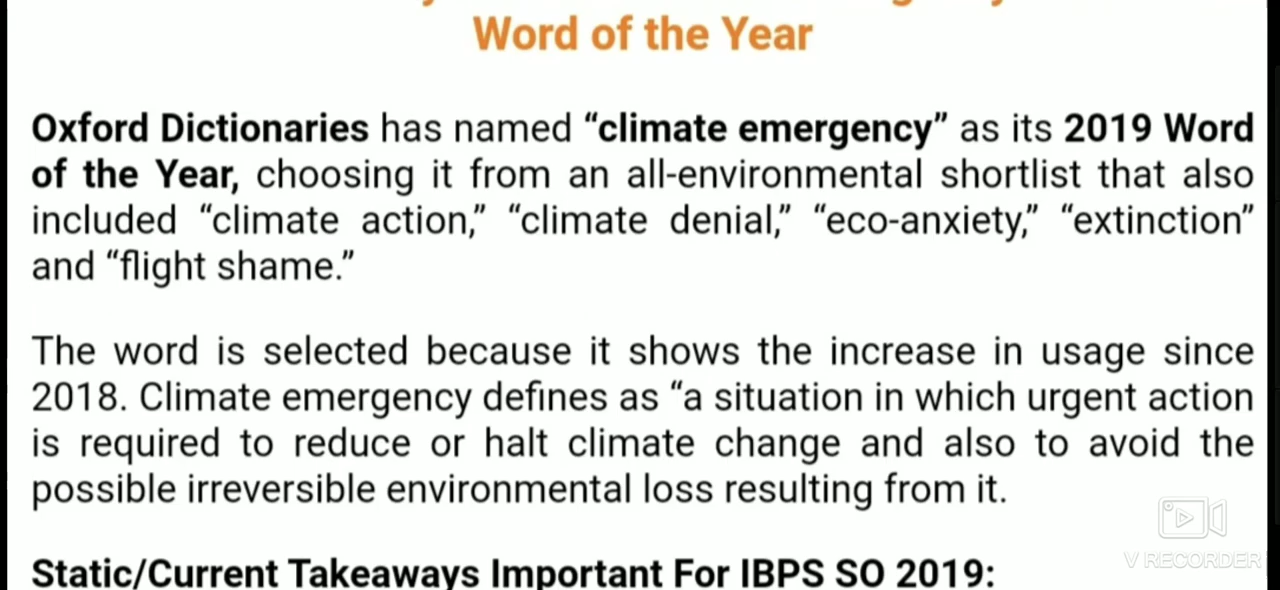 Word of the Year
Oxford Dictionaries has named “climate emergency” as its 2019 Word
of the Year, choosing it from an all-environmental shortlist that also
included “climate action,” “climate denial,” “eco-anxiety,” “extinction”
and “flight shame.”
The word is selected because it shows the increase in usage since
2018. Climate emergency defines as “a situation in which urgent action
is required to reduce or halt climate change and also to avoid the
possible irreversible environmental loss resulting from it.
V RECORDER
Static/Current Takeaways Important For IBPS SO 2019: